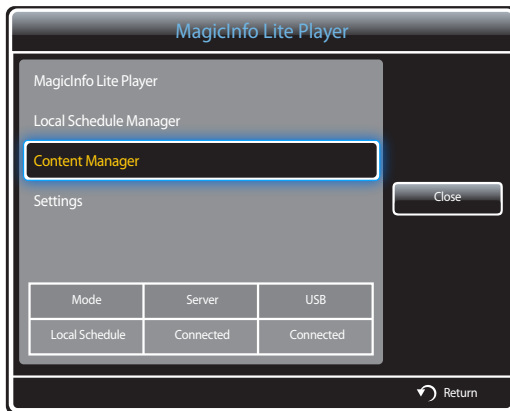 MagicInfo Lite Player
MagicInfo Lite Player
Local Schedule Manager
Content Manager
Settings
Close
Mode Server USB
Local Schedule Connected Connected
Return